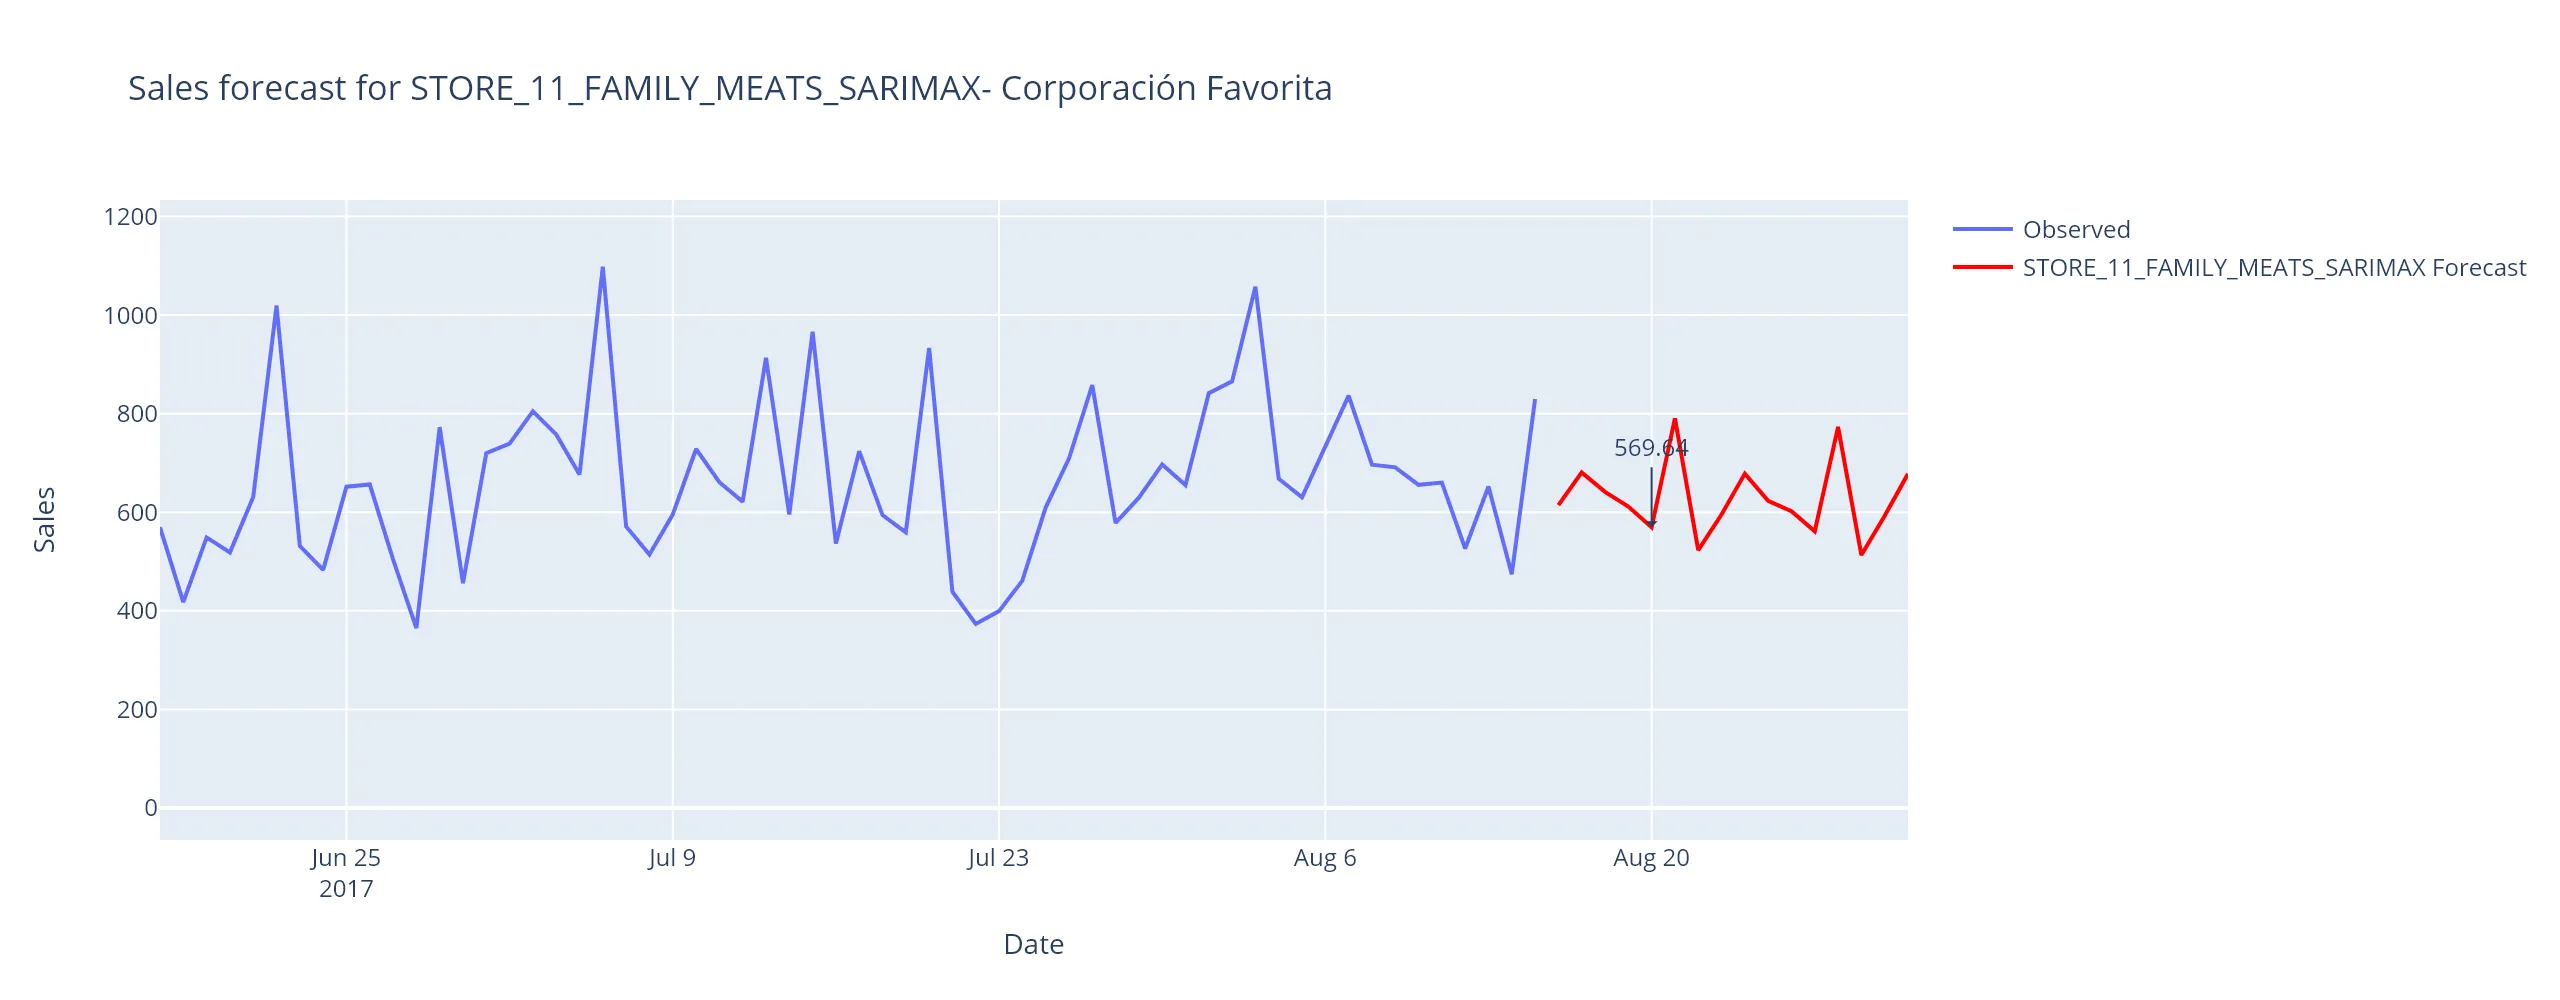 Sales forecast for STORE_11_FAMILY_MEATS_SARIMAX- Corporación Favorita
1200
1000
800
600
400
200
0
Sales
569.64
Jun 25
2017
Jul 9
Jul 23
Aug 6
Aug 20
Date
Observed
STORE_11_FAMILY_MEATS_SARIMAX Forecast